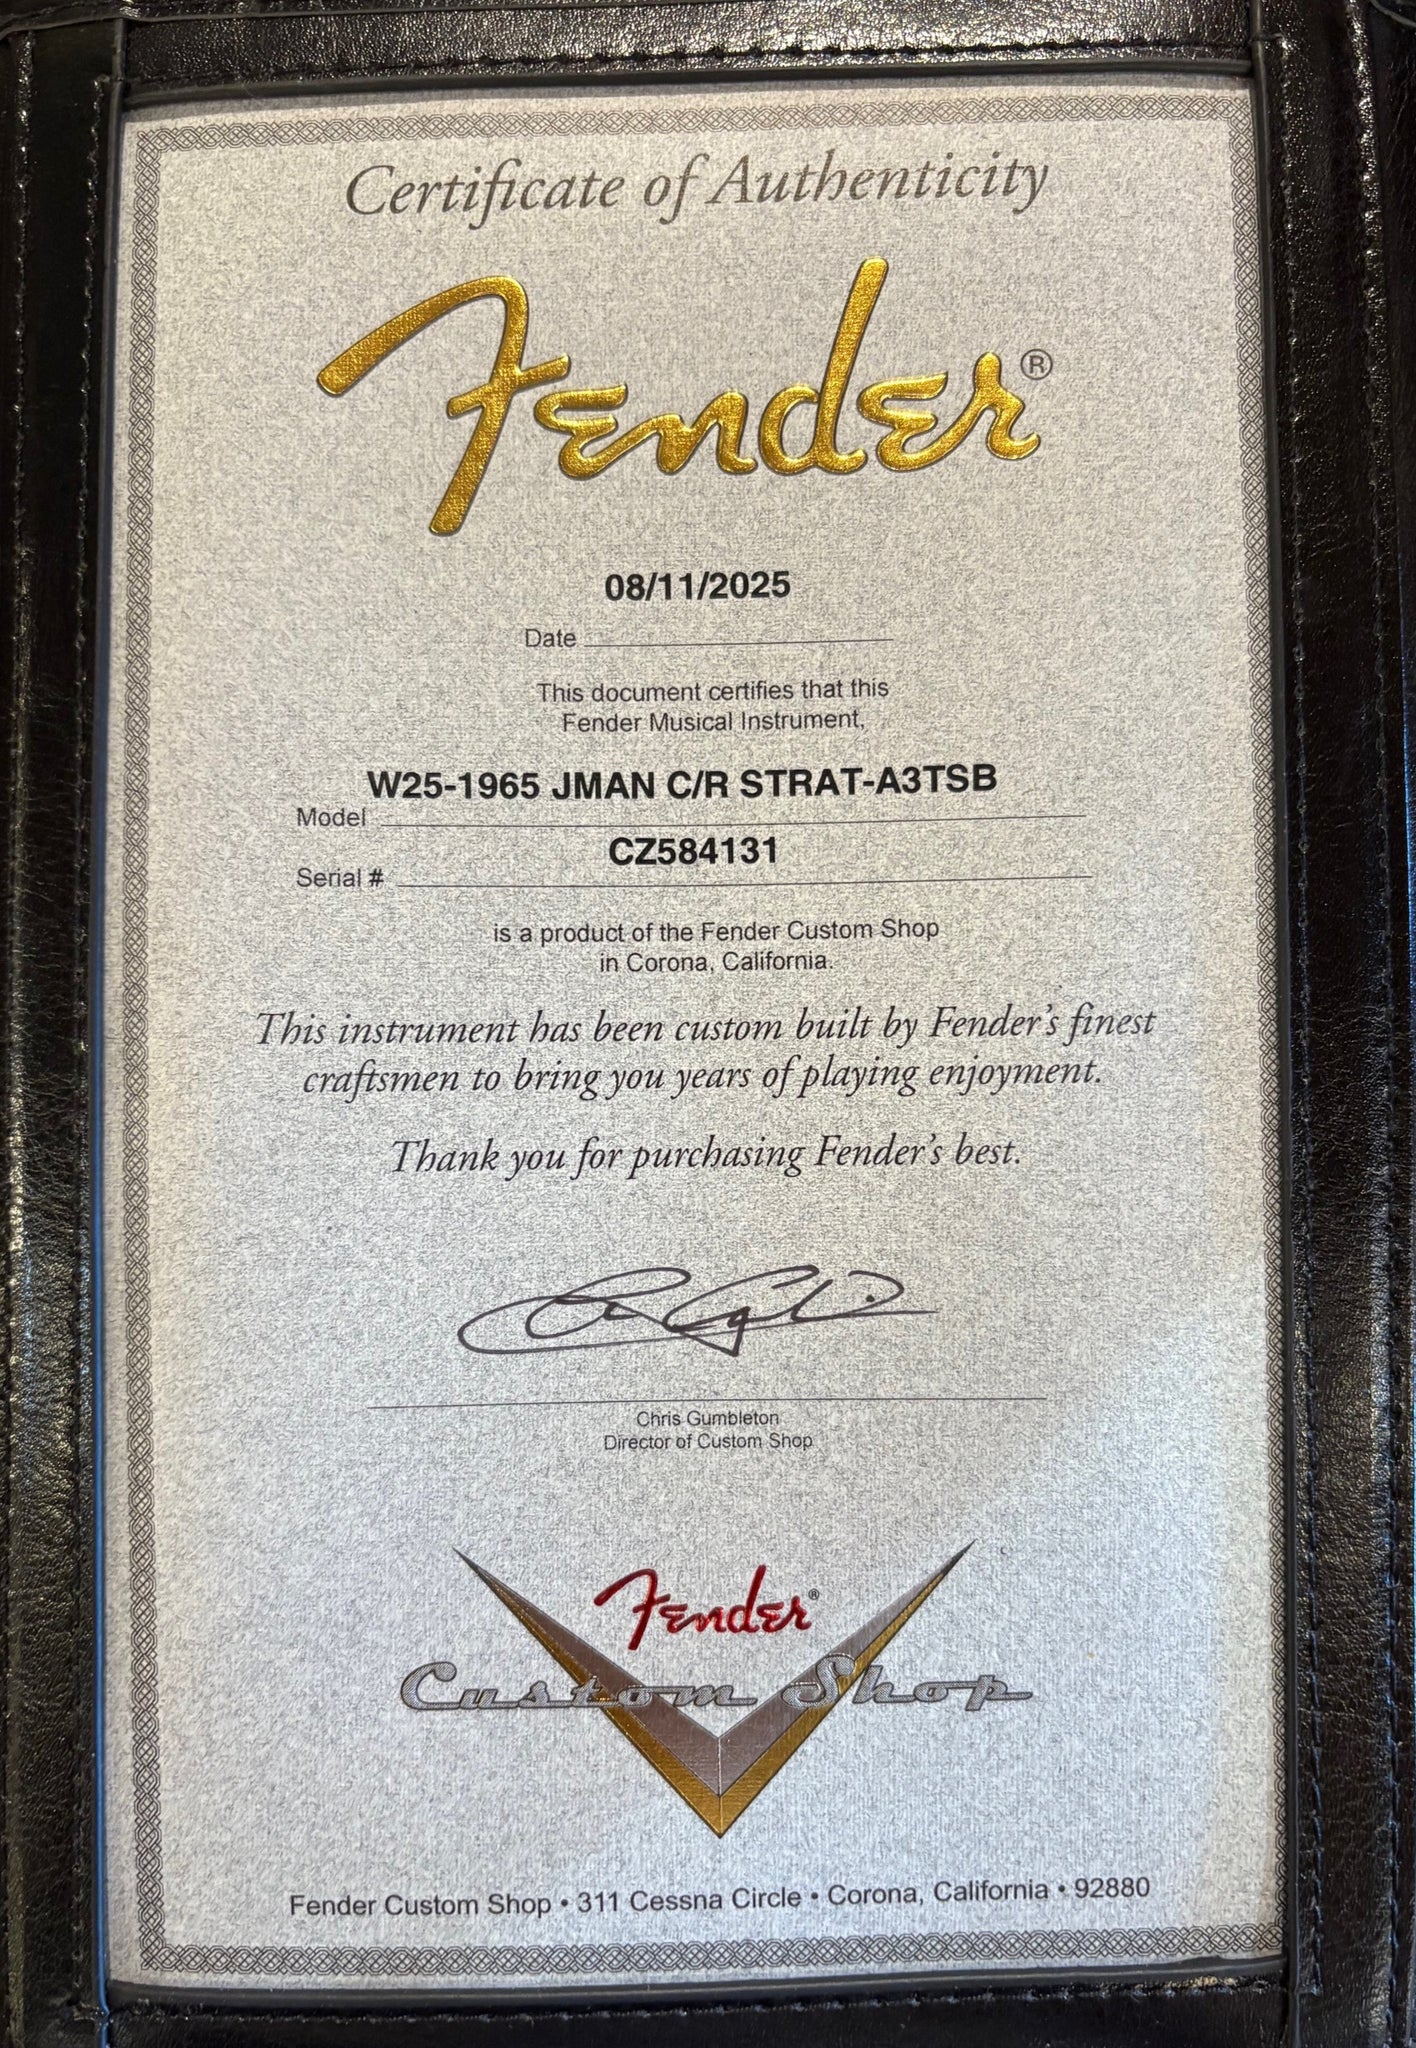 Certificate of Authenticity
Fender®
08/11/2025
Date
This document certifies that this
Fender Musical Instrument,
W25-1965 JMAN C/R STRAT-A3TSB
Model
CZ584131
Serial #
is a product of the Fender Custom Shop
in Corona, California.
This instrument has been custom built by Fender's finest
craftsmen to bring you years of playing enjoyment.
Thank you for purchasing Fender's best.
Chris Gumbleton
Director of Custom Shop
Fender®
Custom Shop
Fender Custom Shop • 311 Cessna Circle • Corona, California • 92880